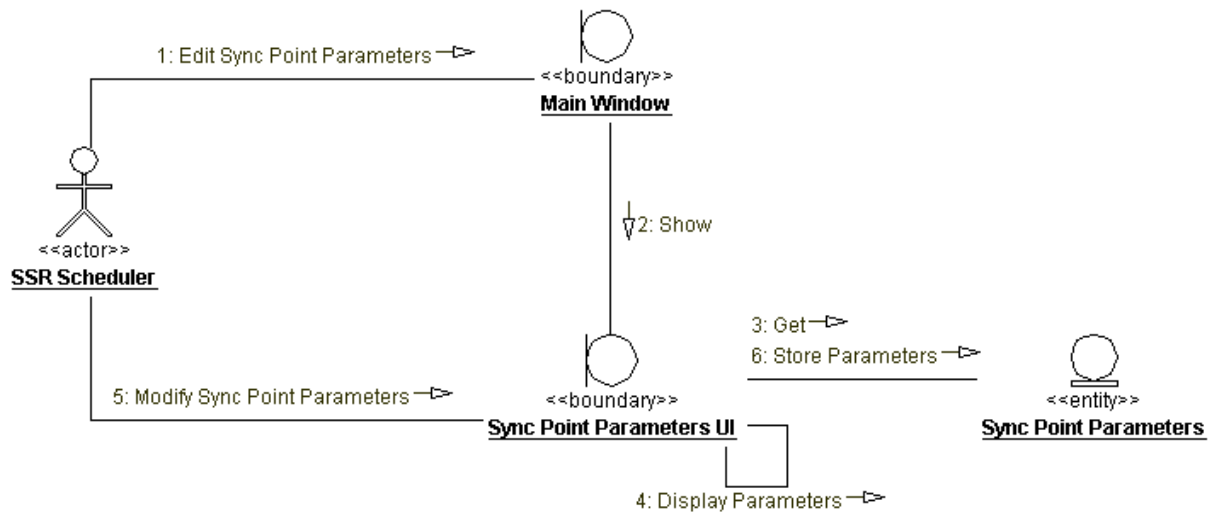 1: Edit Sync Point Parameters
<<boundary>>
Main Window
<<actor>>
SSR Scheduler
2: Show
3: Get
6: Store Parameters
5: Modify Sync Point Parameters
<<boundary>>
Sync Point Parameters UI
<<entity>>
Sync Point Parameters
4: Display Parameters